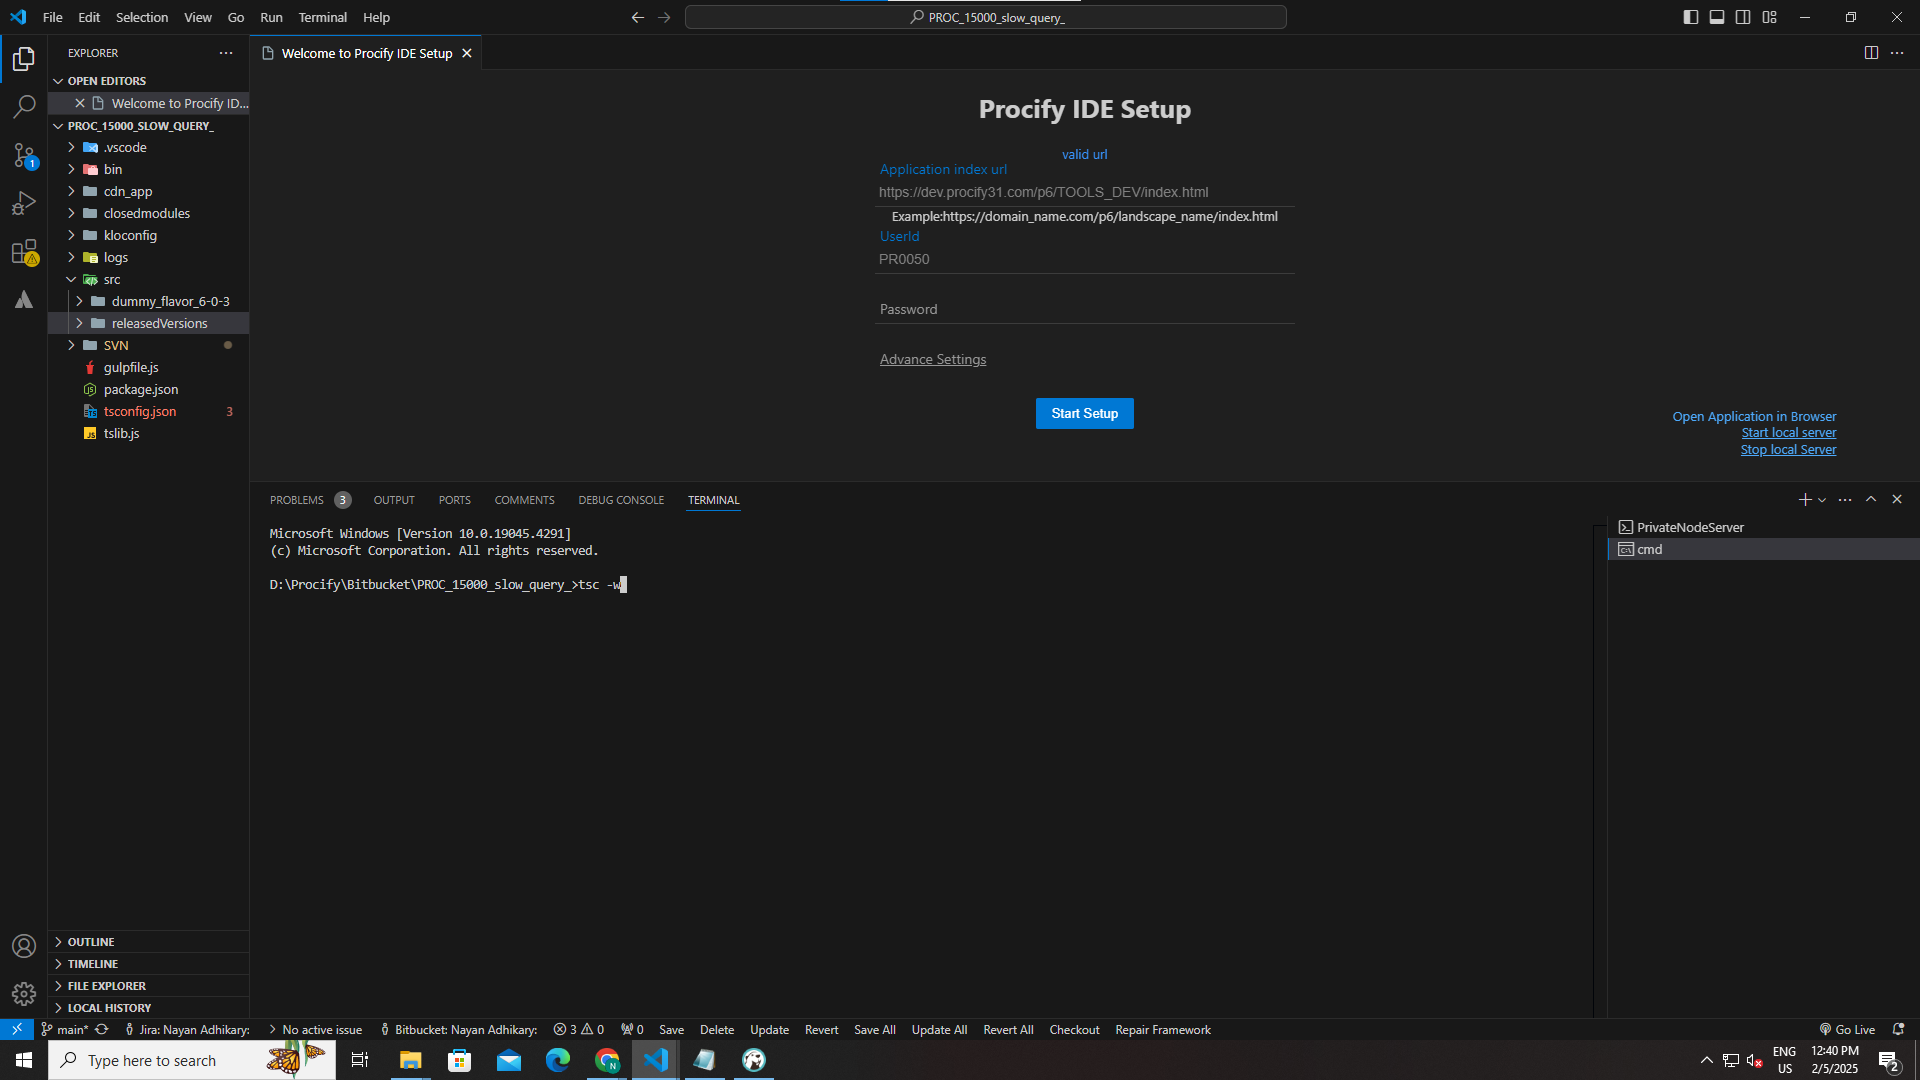 File Edit Selection View Go Run Terminal Help
PROC_15000_slow_query_
EXPLORER
Welcome to Procify IDE Setup
OPEN EDITORS
Welcome to Procify ID...
PROC_15000_SLOW_QUERY_
.vscode
bin
cdn_app
closedmodules
kloconfig
logs
src
dummy_flavor_6-0-3
releasedVersions
SVN
gulpfile.js
package.json
tsconfig.json 3
tslib.js
OUTLINE
TIMELINE
FILE EXPLORER
LOCAL HISTORY
1
Procify IDE Setup
valid url
Application index url
https://dev.procify31.com/p6/TOOLS_DEV/index.html
Example:https://domain_name.com/p6/landscape_name/index.html
UserId
PR0050
Password
Advance Settings
Start Setup
Open Application in Browser
Start local server
Stop local Server
PROBLEMS 3 OUTPUT PORTS COMMENTS DEBUG CONSOLE TERMINAL
Microsoft Windows [Version 10.0.19045.4291]
(c) Microsoft Corporation. All rights reserved.
D:\Procify\Bitbucket\PROC_15000_slow_query_>tsc -w
PrivateNodeServer
cmd
main* Jira: Nayan Adhikary: No active issue Bitbucket: Nayan Adhikary: 3 0 0 Save Delete Update Revert Save All Update All Revert All Checkout Repair Framework Go Live
Type here to search
N
ENG
US
12:40 PM
2/5/2025
2